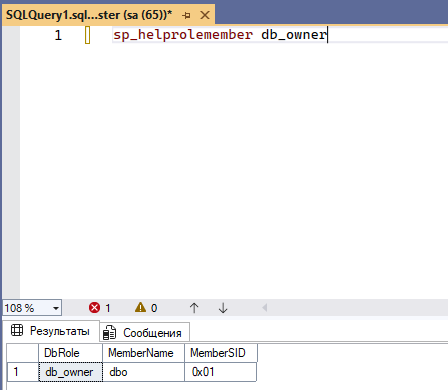 SQLQuery1.sql...ster (sa (65))*
1 sp_helprolemember db_owner
108 % 1 0
Результаты Сообщения
DbRole MemberName MemberSID
1 db_owner dbo 0x01